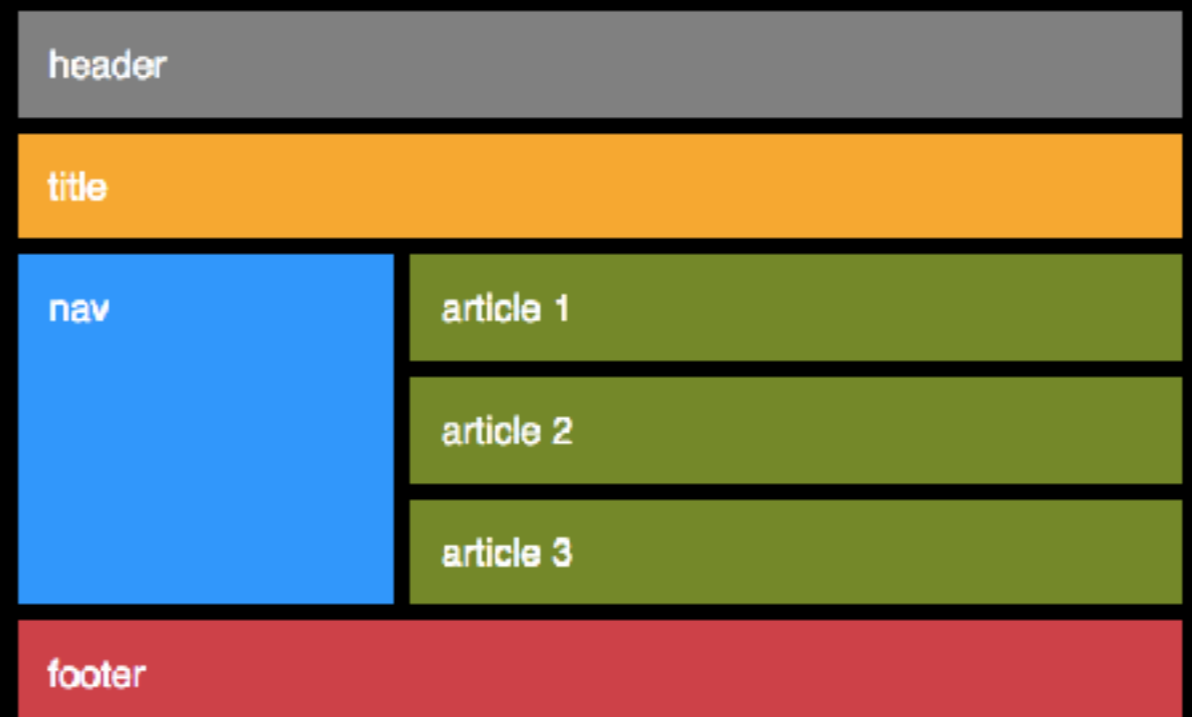 header
title
nav
article 1
article 2
article 3
footer